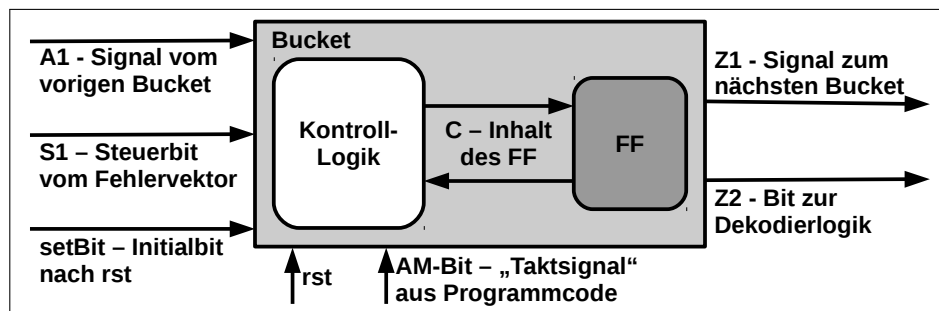 Bucket
A1 - Signal vom
vorigen Bucket
Z1 - Signal zum
nächsten Bucket
Kontroll-
Logik
C – Inhalt
des FF
FF
S1 – Steuerbit
vom Fehlervektor
Z2 - Bit zur
Dekodierlogik
setBit – Initialbit
nach rst
rst
AM-Bit – „Taktsignal“
aus Programmcode